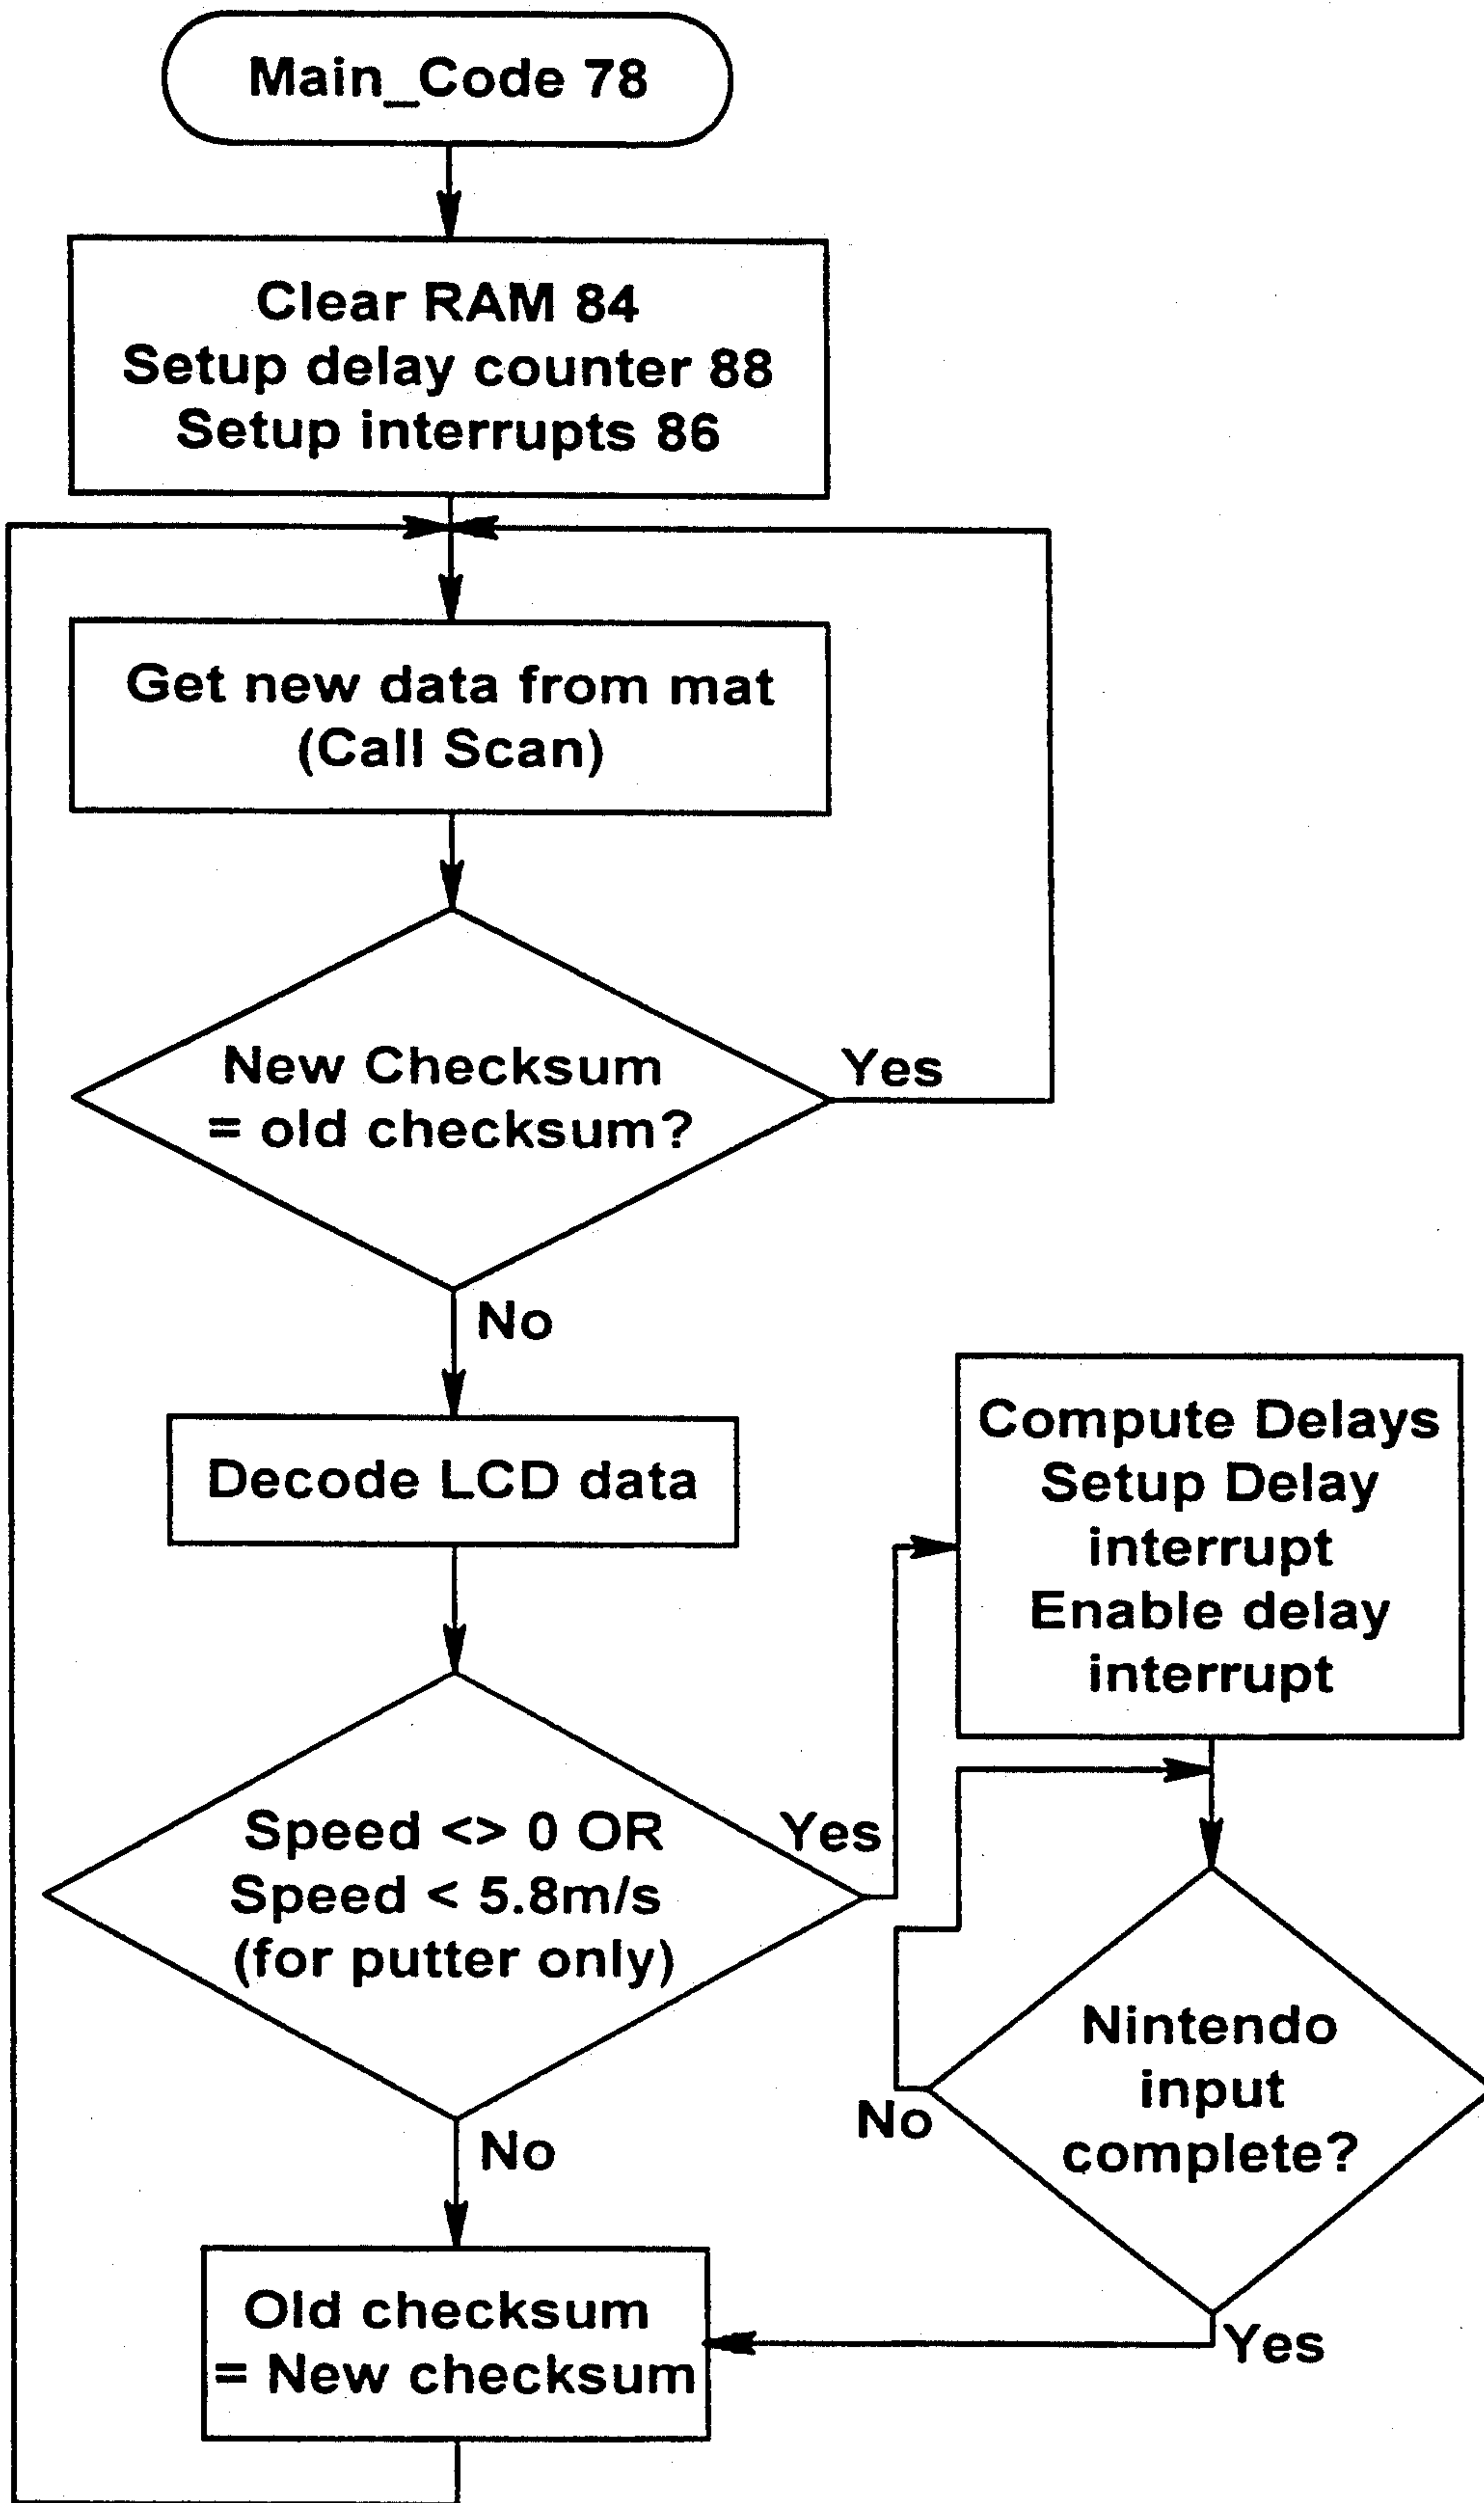 Main_Code 78
Clear RAM 84
Setup delay counter 88
Setup interrupts 86
Get new data from mat
(Call Scan)
New Checksum
= old checksum?
Yes
No
Decode LCD data
Compute Delays
Setup Delay
interrupt
Enable delay
interrupt
Speed <> 0 OR
Speed < 5.8m/s
(for putter only)
Yes
No
Nintendo
input
complete?
No
Yes
Old checksum
= New checksum